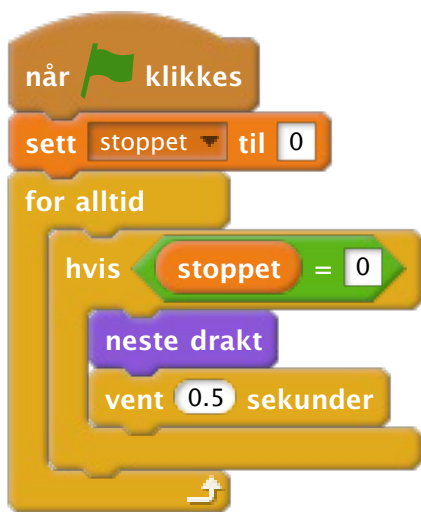 når klikkes
sett stoppet til 0
for alltid
hvis stoppet = 0
neste drakt
vent 0.5 sekunder